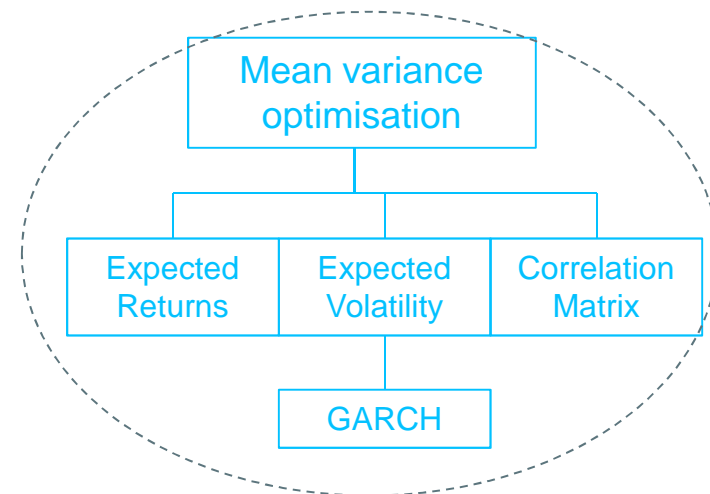 Mean variance
optimisation
Expected
Returns
Expected
Volatility
Correlation
Matrix
GARCH